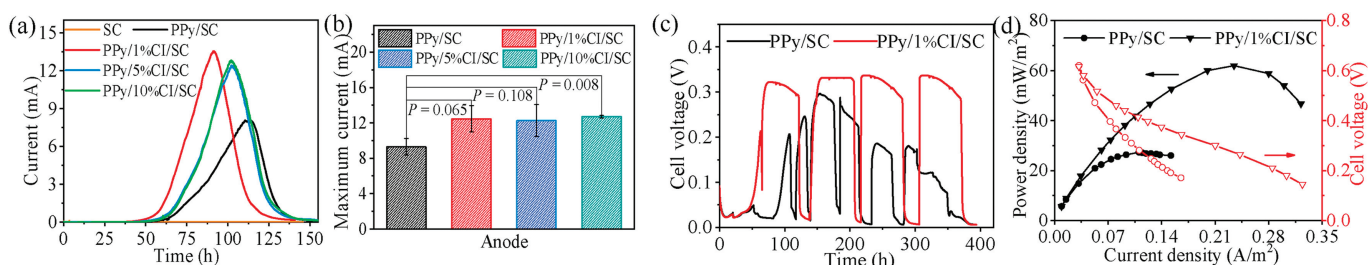 (a)
SC PPy/SC
PPy/1%CI/SC
PPy/5%CI/SC
PPy/10%CI/SC
Current (mA)
15
12
9
6
3
0
0 25 50 75 100 125 150
Time (h)
(b)
PPy/SC PPy/1%CI/SC
PPy/5%CI/SC PPy/10%CI/SC
P = 0.065
P = 0.108
P = 0.008
Maximum current (mA)
20
16
12
8
4
0
Anode
(c)
PPy/SC PPy/1%CI/SC
Cell voltage (V)
0.4
0.3
0.2
0.1
0.0
0 100 200 300 400
Time (h)
(d)
PPy/SC PPy/1%CI/SC
Power density (mW/m²)
80
60
40
20
0
0.00 0.07 0.14 0.21 0.28 0.35
Current density (A/m²)
0.8
0.6
0.4
0.2
0.0
Cell voltage (V)